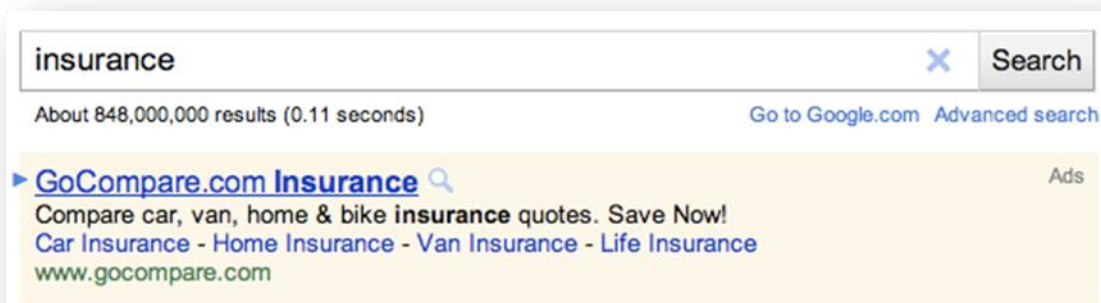 insurance Search
About 848,000,000 results (0.11 seconds) Go to Google.com Advanced search
GoCompare.com Insurance Ads
Compare car, van, home & bike insurance quotes. Save Now!
Car Insurance - Home Insurance - Van Insurance - Life Insurance
www.gocompare.com